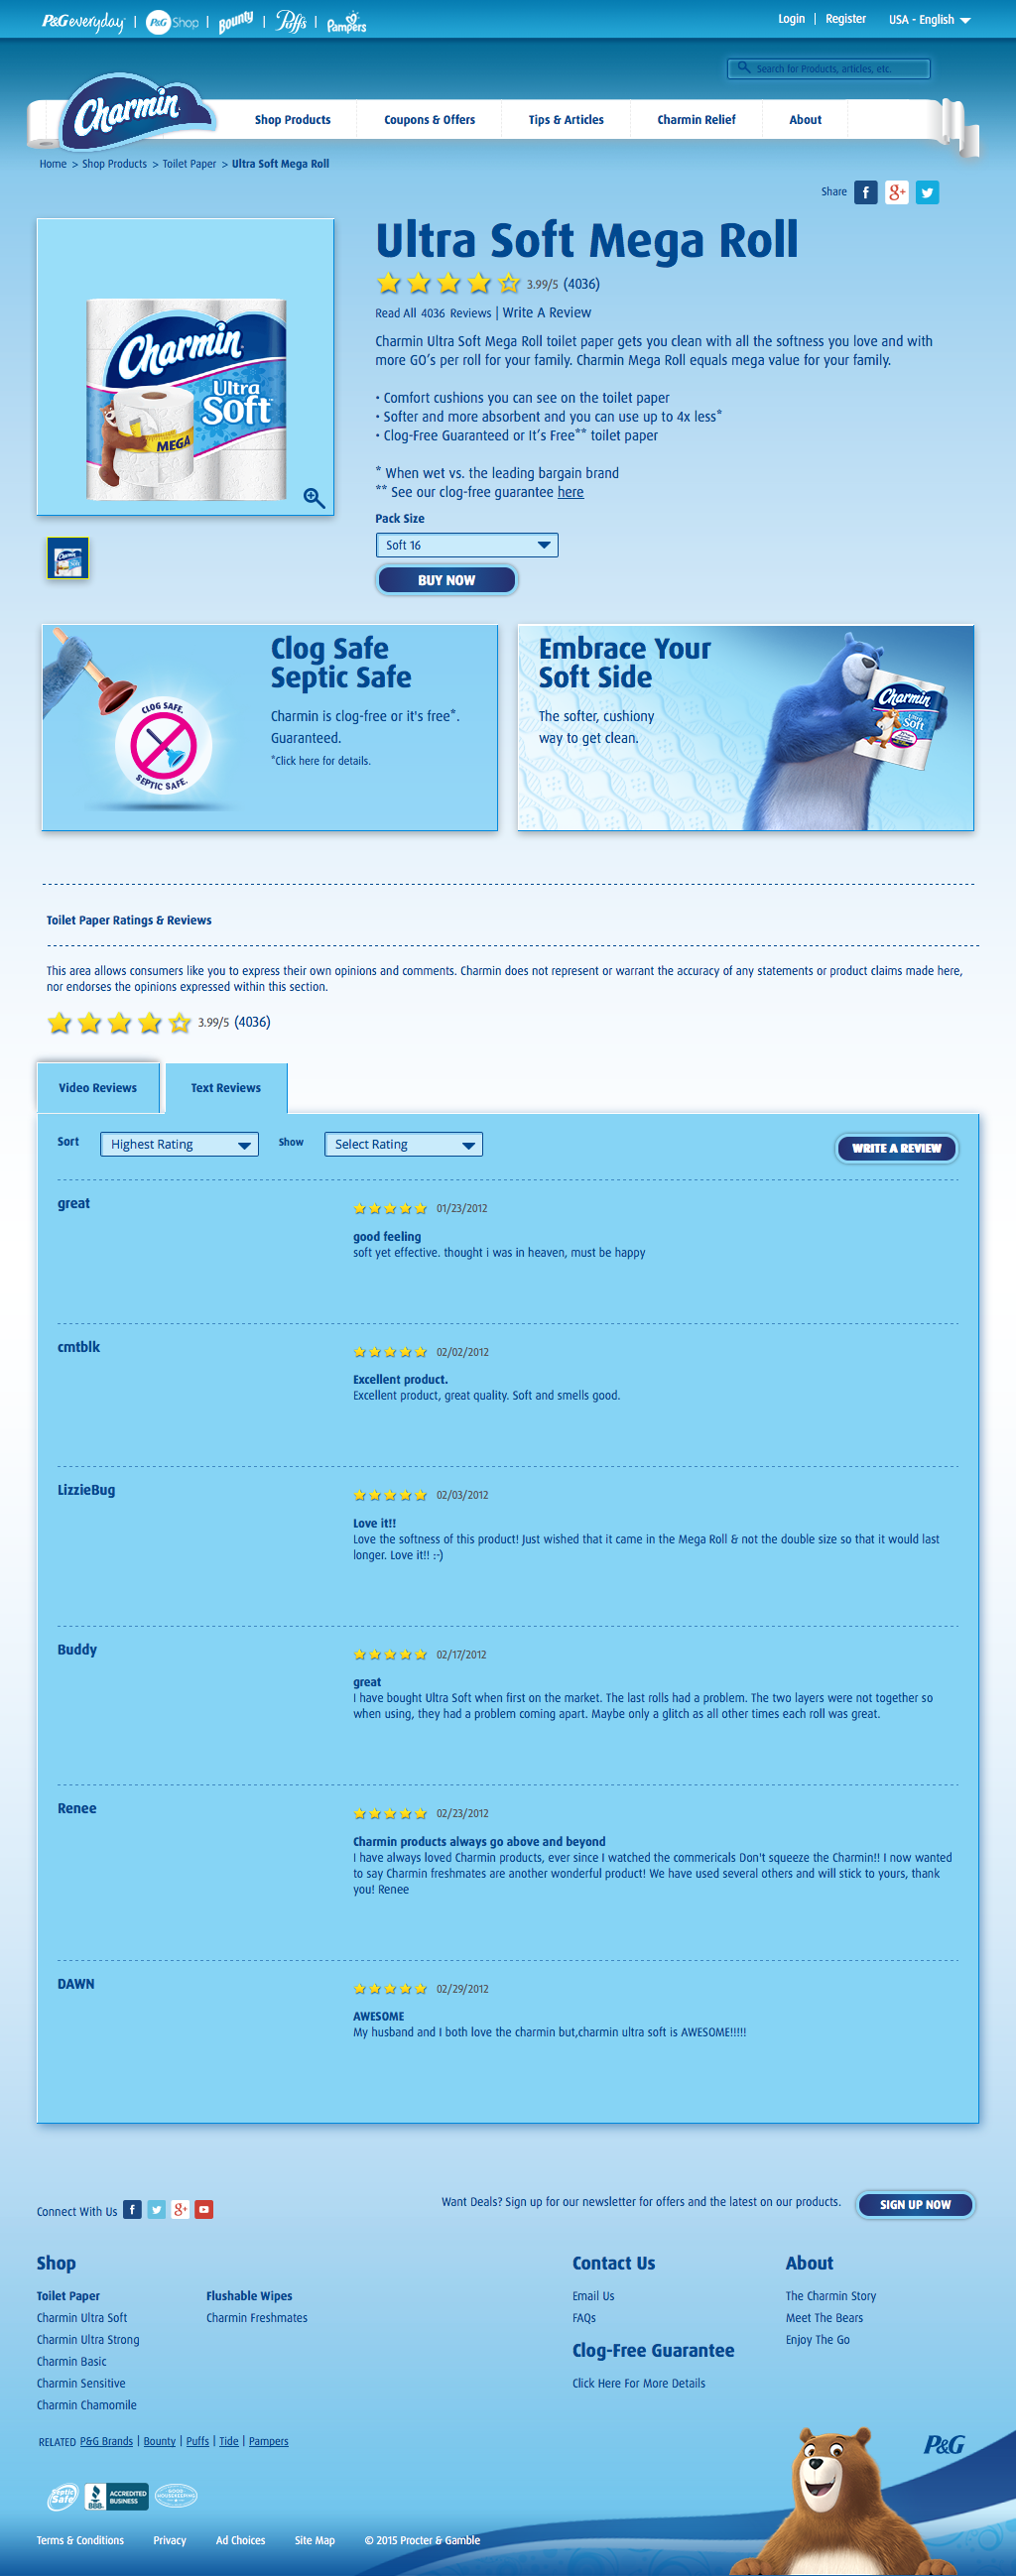 P&G everyday | P&G Shop | Bounty | Puffs | Pampers
Login | Register USA - English
Search for Products, articles, etc.
Charmin
Shop Products Coupons & Offers Tips & Articles Charmin Relief About
Home > Shop Products > Toilet Paper > Ultra Soft Mega Roll
Share f g+
Ultra Soft Mega Roll
3.99/5 (4036)
Read All 4036 Reviews | Write A Review
Charmin Ultra Soft Mega Roll toilet paper gets you clean with all the softness you love and with
more GO's per roll for your family. Charmin Mega Roll equals mega value for your family.
• Comfort cushions you can see on the toilet paper
• Softer and more absorbent and you can use up to 4x less*
• Clog-Free Guaranteed or It's Free** toilet paper
* When wet vs. the leading bargain brand
** See our clog-free guarantee here
Pack Size
Soft 16
BUY NOW
Charmin
Ultra
Soft
MEGA
Charmin
Clog Safe
Septic Safe
Charmin is clog-free or it's free*.
Guaranteed.
*Click here for details.
CLOG SAFE.
SEPTIC SAFE.
Embrace Your
Soft Side
The softer, cushiony
way to get clean.
Charmin
Ultra
Soft
Toilet Paper Ratings & Reviews
This area allows consumers like you to express their own opinions and comments. Charmin does not represent or warrant the accuracy of any statements or product claims made here,
nor endorses the opinions expressed within this section.
3.99/5 (4036)
Video Reviews Text Reviews
Sort Highest Rating Show Select Rating WRITE A REVIEW
great 01/23/2012
good feeling
soft yet effective. thought i was in heaven, must be happy
cmtblk 02/02/2012
Excellent product.
Excellent product, great quality. Soft and smells good.
LizzieBug 02/03/2012
Love it!!
Love the softness of this product! Just wished that it came in the Mega Roll & not the double size so that it would last
longer. Love it!! :-)
Buddy 02/17/2012
great
I have bought Ultra Soft when first on the market. The last rolls had a problem. The two layers were not together so
when using, they had a problem coming apart. Maybe only a glitch as all other times each roll was great.
Renee 02/23/2012
Charmin products always go above and beyond
I have always loved Charmin products, ever since I watched the commericals Don't squeeze the Charmin!! I now wanted
to say Charmin freshmates are another wonderful product! We have used several others and will stick to yours, thank
you! Renee
DAWN 02/29/2012
AWESOME
My husband and I both love the charmin but,charmin ultra soft is AWESOME!!!!!
Connect With Us f g+
Want Deals? Sign up for our newsletter for offers and the latest on our products. SIGN UP NOW
Shop
Toilet Paper
Charmin Ultra Soft
Charmin Ultra Strong
Charmin Basic
Charmin Sensitive
Charmin Chamomile
Flushable Wipes
Charmin Freshmates
Contact Us
Email Us
FAQs
Clog-Free Guarantee
Click Here For More Details
About
The Charmin Story
Meet The Bears
Enjoy The Go
RELATED P&G Brands | Bounty | Puffs | Tide | Pampers
P&G
Septic
Safe
BBB.
ACCREDITED
BUSINESS
GOOD
HOUSEKEEPING
Terms & Conditions Privacy Ad Choices Site Map © 2015 Procter & Gamble